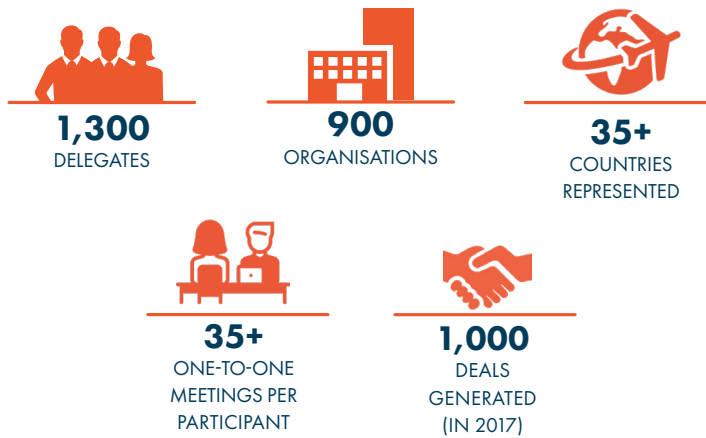 1,300
DELEGATES
900
ORGANISATIONS
35+
COUNTRIES
REPRESENTED
35+
ONE-TO-ONE
MEETINGS PER
PARTICIPANT
1,000
DEALS
GENERATED
(IN 2017)